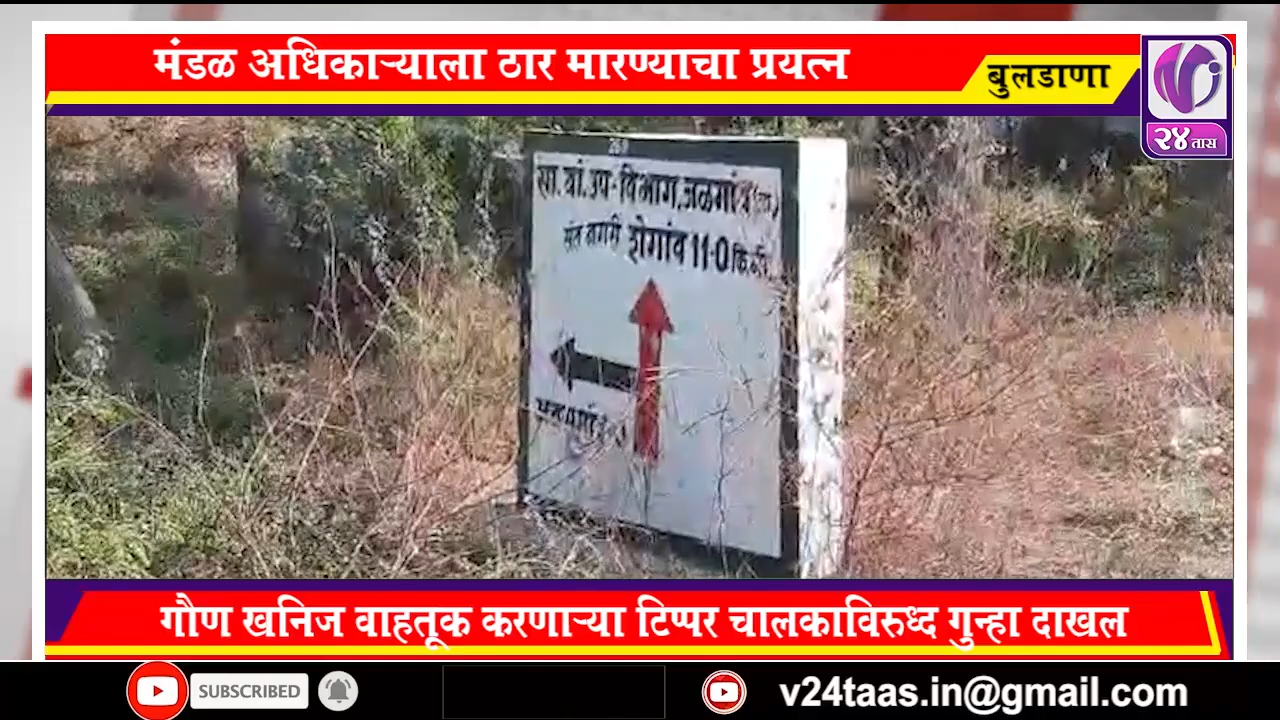 मंडळ अधिकाऱ्याला ठार मारण्याचा प्रयत्न
बुलडाणा
२४ तास
सा. बां. उप-विभाग, जळगांव (जा.)
संत नगरी शेगांव 11.0 कि.मी.
गौण खनिज वाहतूक करणाऱ्या टिप्पर चालकाविरुध्द गुन्हा दाखल
SUBSCRIBED
v24taas.in@gmail.com